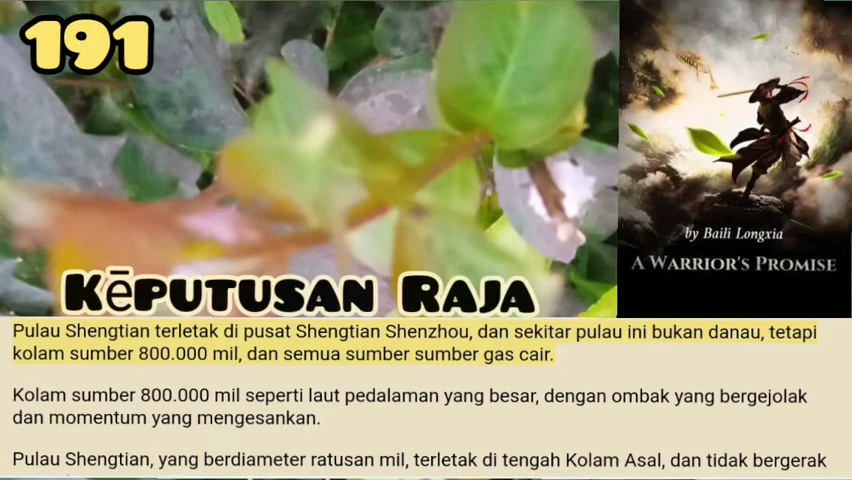 191
by Baili Longxia
A WARRIOR'S PROMISE
KēPUTUSAN RAJA
Pulau Shengtian terletak di pusat Shengtian Shenzhou, dan sekitar pulau ini bukan danau, tetapi
kolam sumber 800.000 mil, dan semua sumber sumber gas cair.
Kolam sumber 800.000 mil seperti laut pedalaman yang besar, dengan ombak yang bergejolak
dan momentum yang mengesankan.
Pulau Shengtian, yang berdiameter ratusan mil, terletak di tengah Kolam Asal, dan tidak bergerak